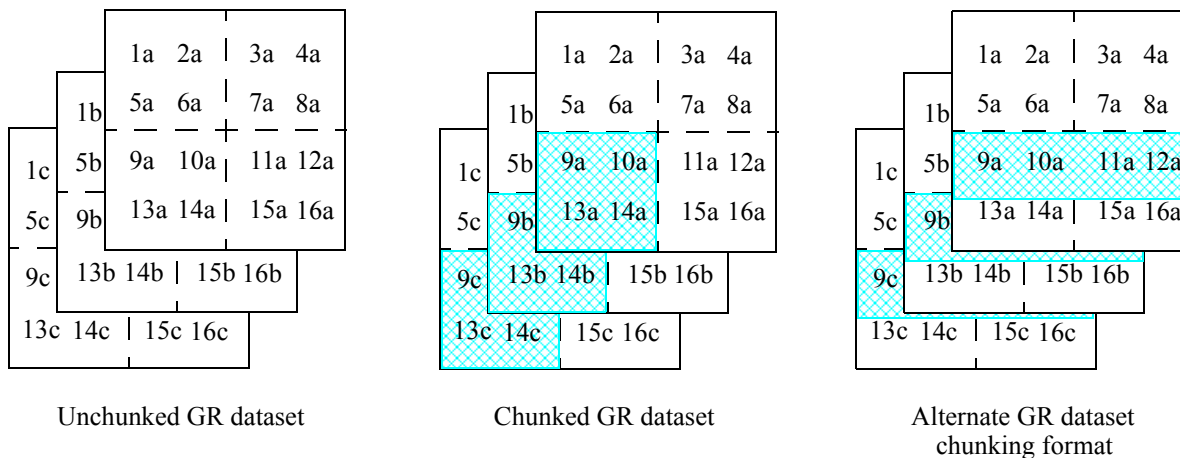 1a 2a 3a 4a
5a 6a 7a 8a
9a 10a 11a 12a
13a 14a 15a 16a
1b
5b
9b
13b 14b 15b 16b
1c
5c
9c
13c 14c 15c 16c
Unchunked GR dataset
1a 2a 3a 4a
5a 6a 7a 8a
9a 10a 11a 12a
13a 14a 15a 16a
1b
5b
9b
13b 14b 15b 16b
1c
5c
9c
13c 14c 15c 16c
Chunked GR dataset
1a 2a 3a 4a
5a 6a 7a 8a
9a 10a 11a 12a
13a 14a 15a 16a
1b
5b
9b
13b 14b 15b 16b
1c
5c
9c
13c 14c 15c 16c
Alternate GR dataset
chunking format